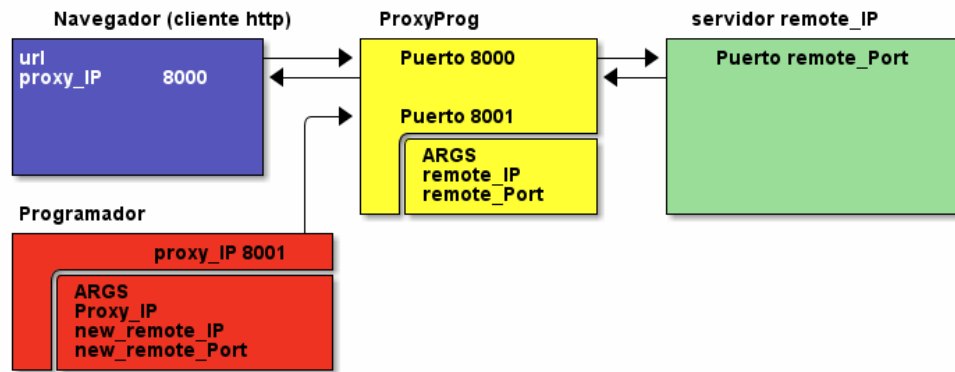 Navegador (cliente http)
url
proxy_IP 8000
ProxyProg
Puerto 8000
Puerto 8001
ARGS
remote_IP
remote_Port
servidor remote_IP
Puerto remote_Port
Programador
proxy_IP 8001
ARGS
Proxy_IP
new_remote_IP
new_remote_Port